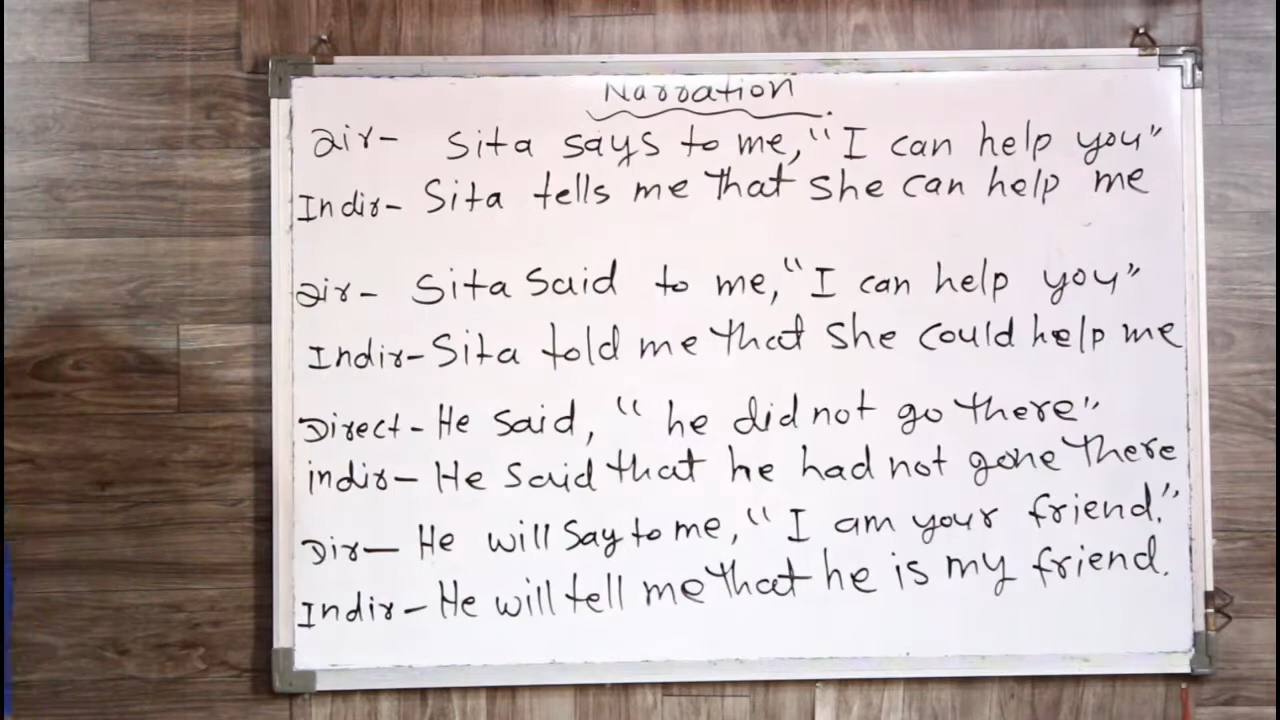 Narration
Dir- Sita says to me, "I can help you"
Indir- Sita tells me that she can help me
Dir- Sita said to me, "I can help you"
Indir- Sita told me that she could help me
Direct- He said, "he did not go there"
indir- He said that he had not gone there
Dir- He will say to me, "I am your friend."
Indir- He will tell me that he is my friend.